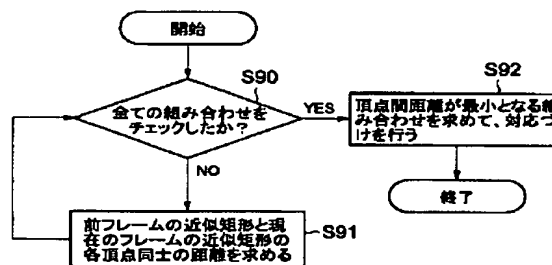 開始
S90
全ての組み合わせを
チェックしたか？
YES
NO
S92
頂点間距離が最小となる組
み合わせを求めて、対応づ
けを行う
終了
前フレームの近似矩形と現
在のフレームの近似矩形の
各頂点同士の距離を求める
S91